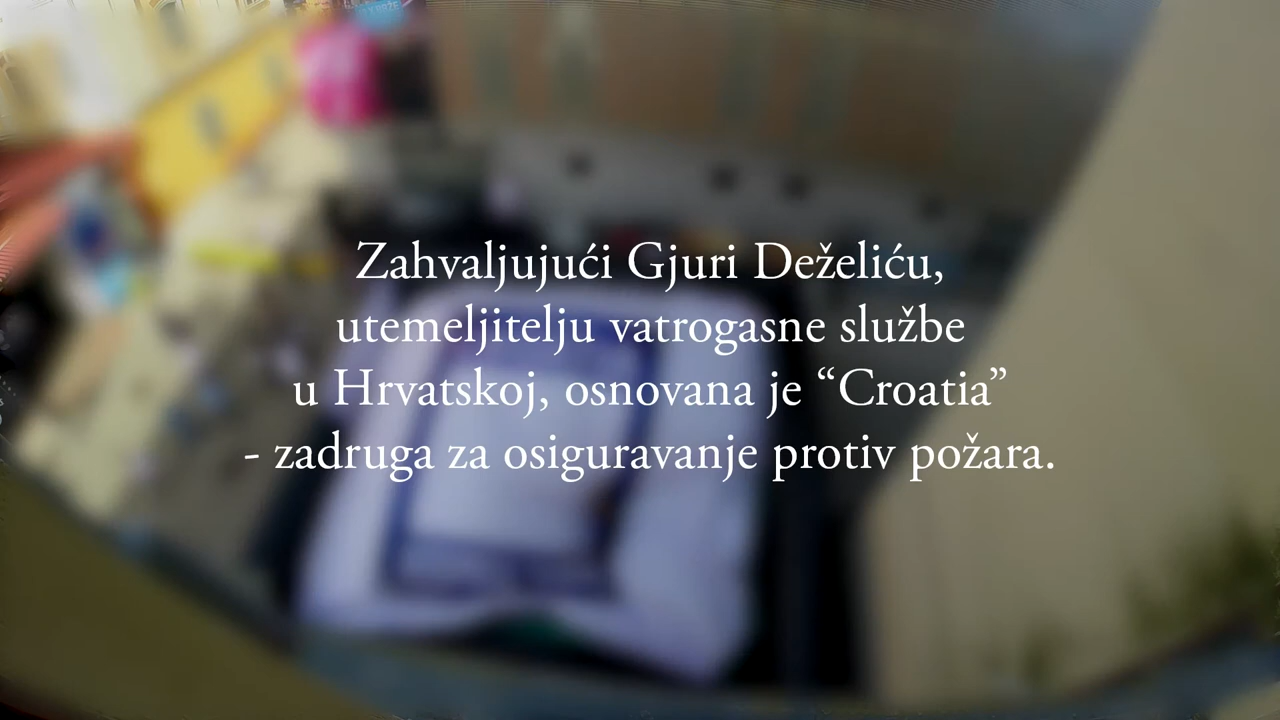 Zahvaljujući Gjuri Deželiću,
utemeljitelju vatrogasne službe
u Hrvatskoj, osnovana je “Croatia”
- zadruga za osiguravanje protiv požara.